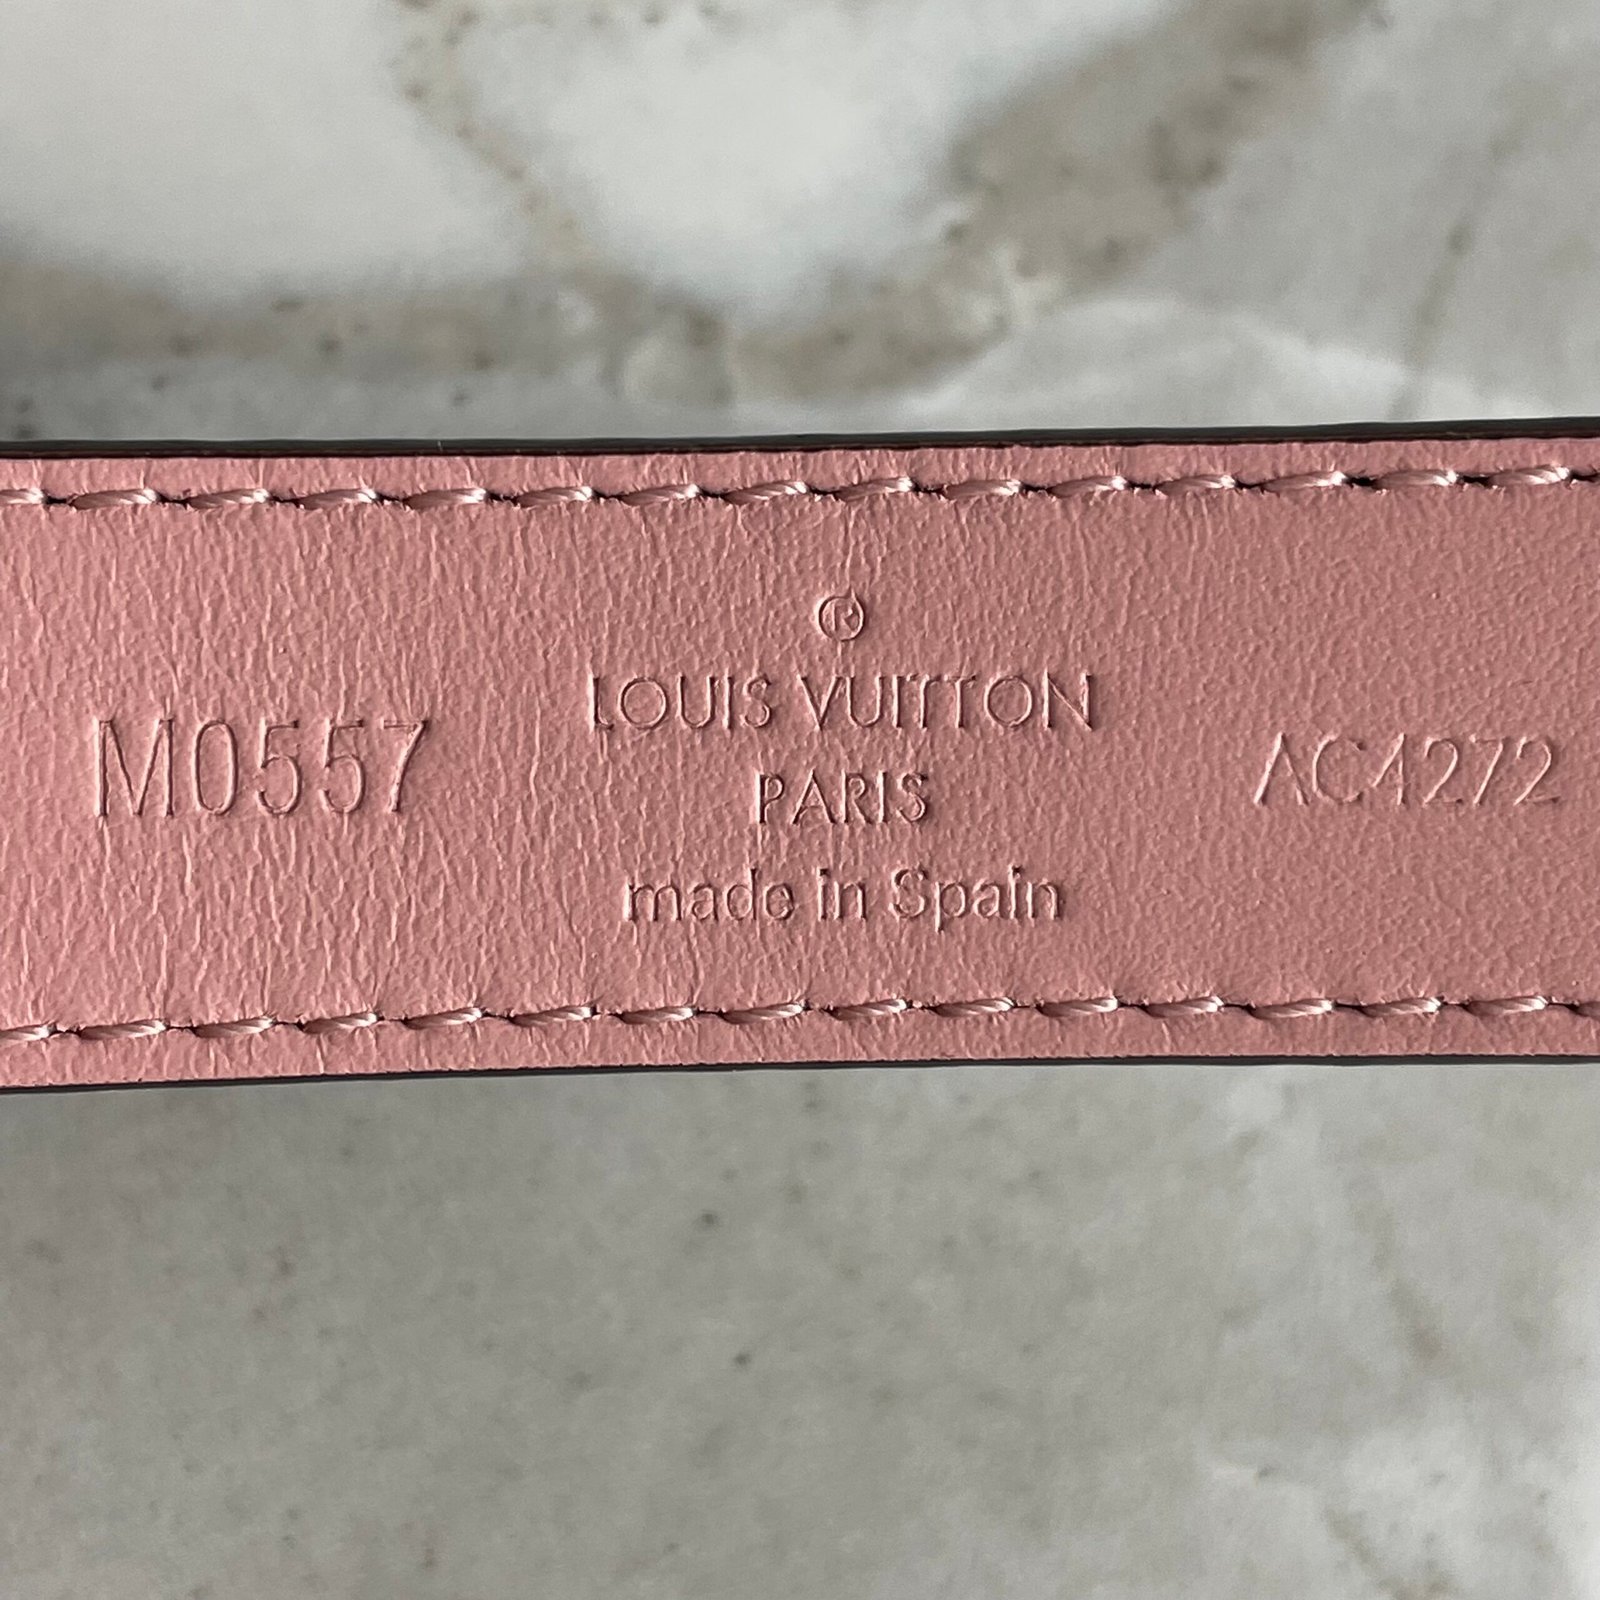 M0557
®
LOUIS VUITTON
PARIS
made in Spain
AC4272